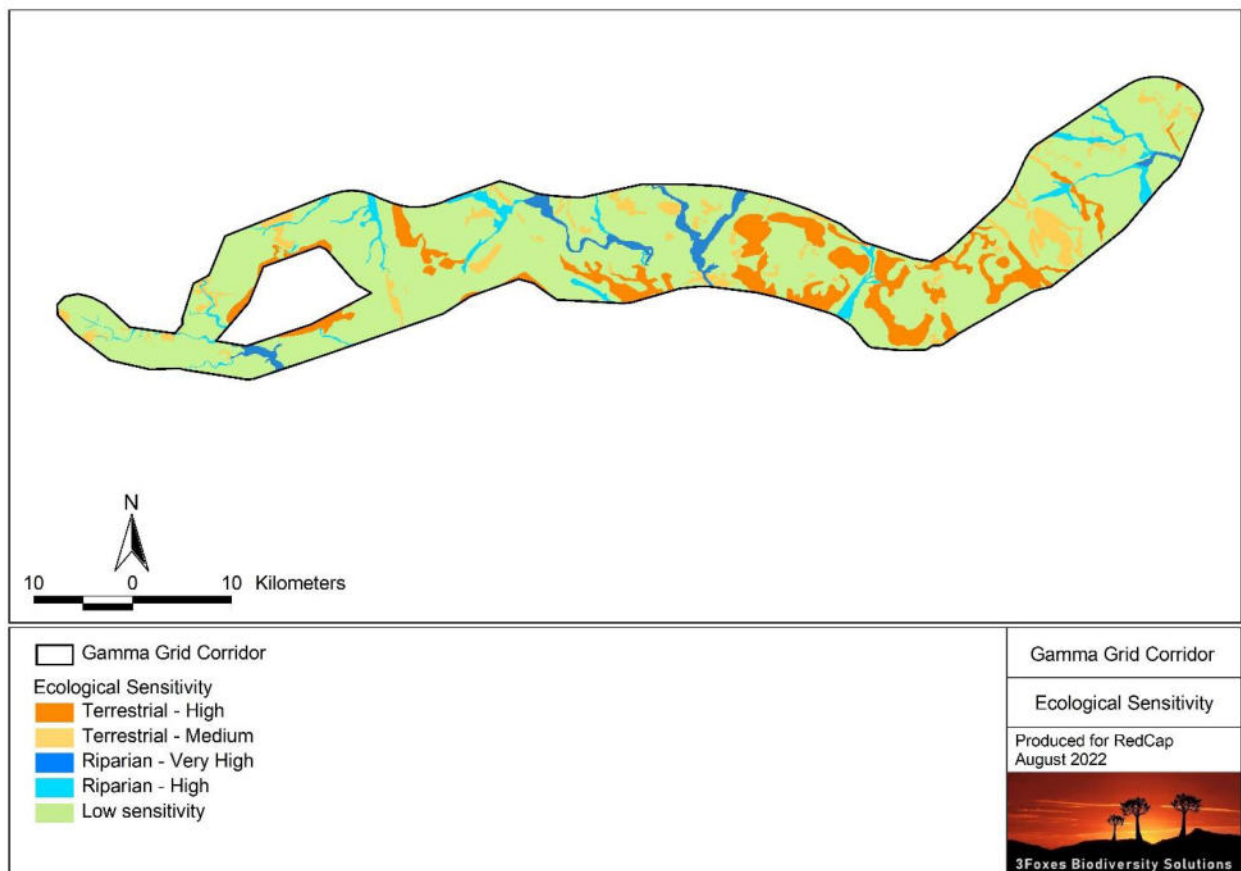 N
10 0 10 Kilometers
Gamma Grid Corridor
Ecological Sensitivity
Terrestrial - High
Terrestrial - Medium
Riparian - Very High
Riparian - High
Low sensitivity
Gamma Grid Corridor
Ecological Sensitivity
Produced for RedCap
August 2022
3Foxes Biodiversity Solutions